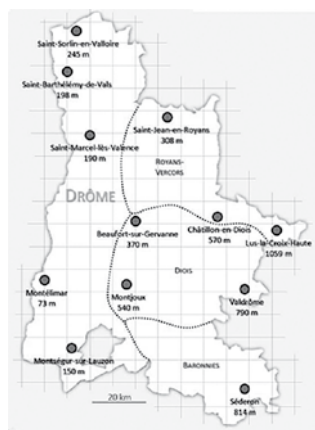 Saint-Sorlin-en-Valloire
245 m
Saint-Barthélémy-de-Vals
198 m
Saint-Jean-en-Royans
308 m
Saint-Marcel-lès-Valence
190 m
ROYANS-
VERCORS
DRÔME
Beaufort-sur-Gervanne
370 m
Châtillon-en-Diois
570 m
Lus-la-Croix-Haute
1059 m
DIOIS
Montélimar
73 m
Montjoux
540 m
Valdrôme
790 m
Montségur-sur-Lauzon
150 m
BARONNIES
20 km
Séderon
814 m